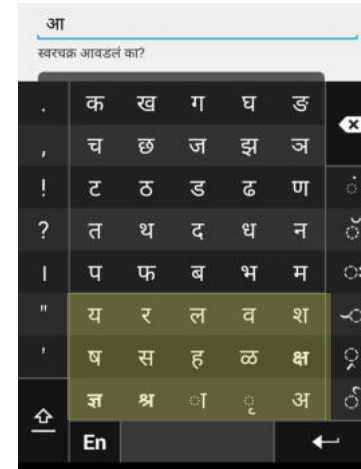 आ
स्वरचक्र आवडलं का?
. क ख ग घ ङ
, च छ ज झ ञ
! ट ठ ड ढ ण ं
? त थ द ध न ॅ
। प फ ब भ म ः
" य र ल व श
' ष स ह ळ क्ष
ज्ञ श्र ा ृ अ
En